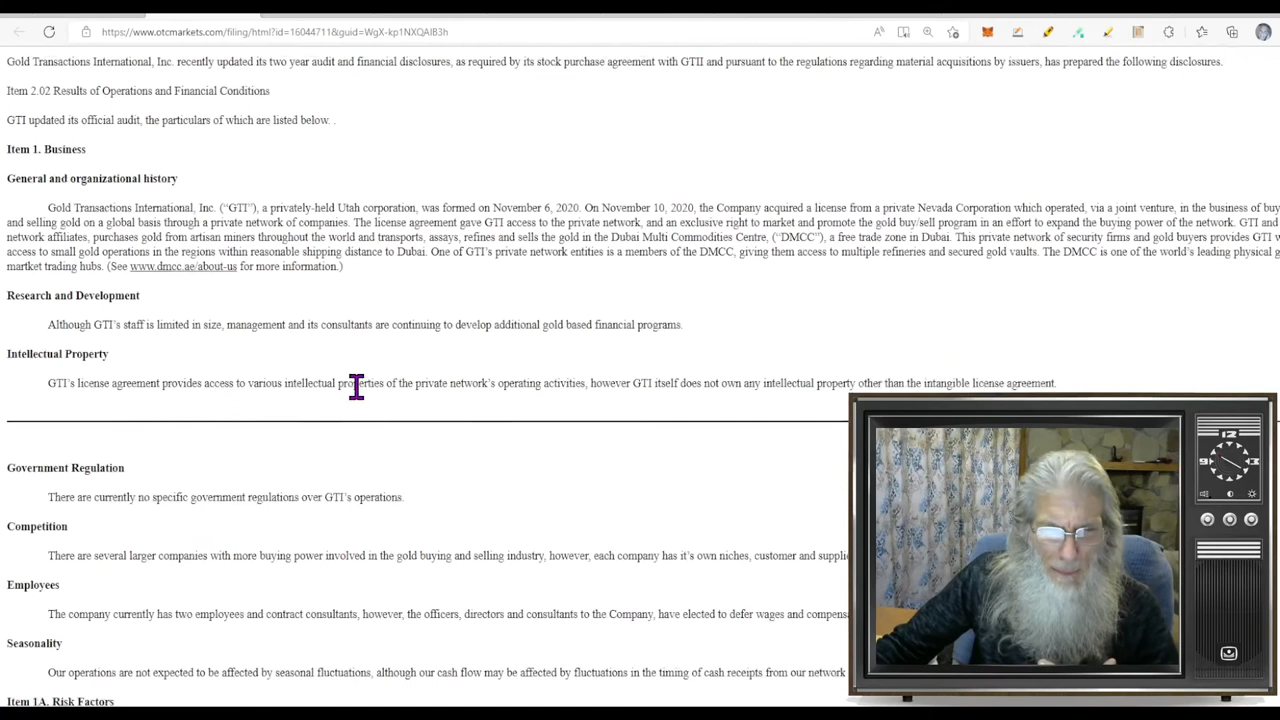 https://www.otcmarkets.com/filing/html?id=16044711&guid=WgX-kp1NXQAIB3h
Gold Transactions International, Inc. recently updated its two year audit and financial disclosures, as required by its stock purchase agreement with GTII and pursuant to the regulations regarding material acquisitions by issuers, has prepared the following disclosures.
Item 2.02 Results of Operations and Financial Conditions
GTI updated its official audit, the particulars of which are listed below. .
Item 1. Business
General and organizational history
Gold Transactions International, Inc. (“GTI”), a privately-held Utah corporation, was formed on November 6, 2020. On November 10, 2020, the Company acquired a license from a private Nevada Corporation which operated, via a joint venture, in the business of buy
and selling gold on a global basis through a private network of companies. The license agreement gave GTI access to the private network, and an exclusive right to market and promote the gold buy/sell program in an effort to expand the buying power of the network. GTI and
network affiliates, purchases gold from artisan miners throughout the world and transports, assays, refines and sells the gold in the Dubai Multi Commodities Centre, (“DMCC”), a free trade zone in Dubai. This private network of security firms and gold buyers provides GTI w
access to small gold operations in the regions within reasonable shipping distance to Dubai. One of GTI’s private network entities is a members of the DMCC, giving them access to multiple refineries and secured gold vaults. The DMCC is one of the world’s leading physical g
market trading hubs. (See www.dmcc.ae/about-us for more information.)
Research and Development
Although GTI’s staff is limited in size, management and its consultants are continuing to develop additional gold based financial programs.
Intellectual Property
GTI’s license agreement provides access to various intellectual properties of the private network’s operating activities, however GTI itself does not own any intellectual property other than the intangible license agreement.
Government Regulation
There are currently no specific government regulations over GTI’s operations.
Competition
There are several larger companies with more buying power involved in the gold buying and selling industry, however, each company has it’s own niches, customer and supplie
Employees
The company currently has two employees and contract consultants, however, the officers, directors and consultants to the Company, have elected to defer wages and compensa
Seasonality
Our operations are not expected to be affected by seasonal fluctuations, although our cash flow may be affected by fluctuations in the timing of cash receipts from our network
Item 1A. Risk Factors
12
9 3